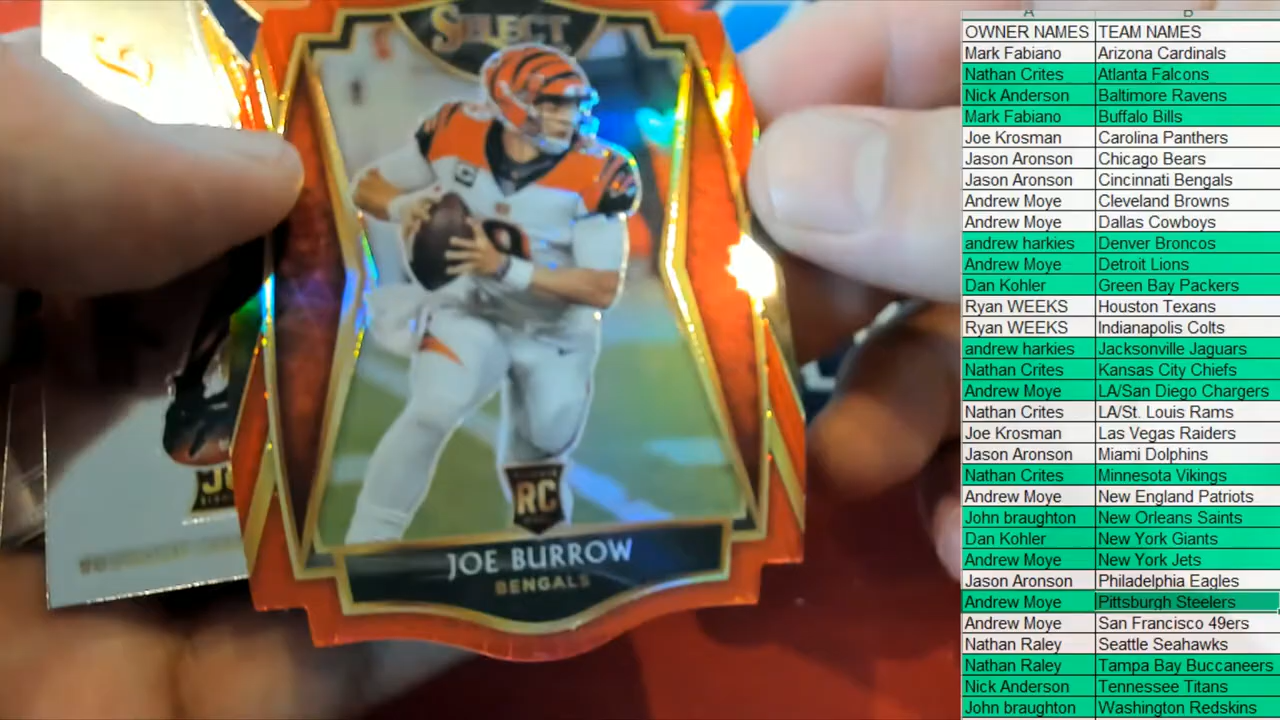 SELECT
RC
JOE BURROW
BENGALS
A B
OWNER NAMES TEAM NAMES
Mark Fabiano Arizona Cardinals
Nathan Crites Atlanta Falcons
Nick Anderson Baltimore Ravens
Mark Fabiano Buffalo Bills
Joe Krosman Carolina Panthers
Jason Aronson Chicago Bears
Jason Aronson Cincinnati Bengals
Andrew Moye Cleveland Browns
Andrew Moye Dallas Cowboys
andrew harkies Denver Broncos
Andrew Moye Detroit Lions
Dan Kohler Green Bay Packers
Ryan WEEKS Houston Texans
Ryan WEEKS Indianapolis Colts
andrew harkies Jacksonville Jaguars
Nathan Crites Kansas City Chiefs
Andrew Moye LA/San Diego Chargers
Nathan Crites LA/St. Louis Rams
Joe Krosman Las Vegas Raiders
Jason Aronson Miami Dolphins
Nathan Crites Minnesota Vikings
Andrew Moye New England Patriots
John braughton New Orleans Saints
Dan Kohler New York Giants
Andrew Moye New York Jets
Jason Aronson Philadelphia Eagles
Andrew Moye Pittsburgh Steelers
Andrew Moye San Francisco 49ers
Nathan Raley Seattle Seahawks
Nathan Raley Tampa Bay Buccaneers
Nick Anderson Tennessee Titans
John braughton Washington Redskins